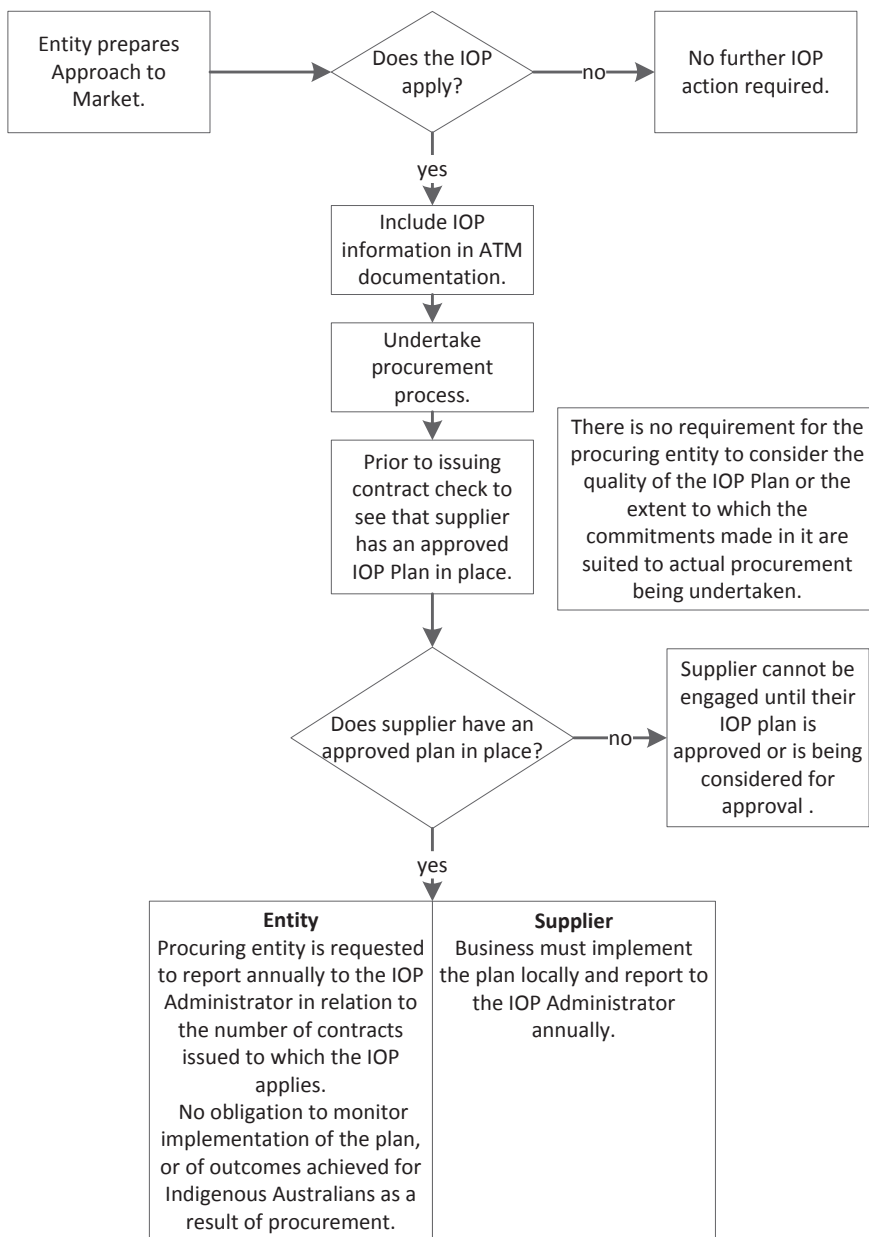 Entity prepares
Approach to
Market.
Does the IOP
apply?
no
No further IOP
action required.
yes
Include IOP
information in ATM
documentation.
Undertake
procurement
process.
Prior to issuing
contract check to
see that supplier
has an approved
IOP Plan in place.
There is no requirement for the
procuring entity to consider the
quality of the IOP Plan or the
extent to which the
commitments made in it are
suited to actual procurement
being undertaken.
Does supplier have an
approved plan in place?
no
Supplier cannot be
engaged until their
IOP plan is
approved or is being
considered for
approval .
yes
Entity
Procuring entity is requested
to report annually to the IOP
Administrator in relation to
the number of contracts
issued to which the IOP
applies.
No obligation to monitor
implementation of the plan,
or of outcomes achieved for
Indigenous Australians as a
result of procurement.
Supplier
Business must implement
the plan locally and report to
the IOP Administrator
annually.